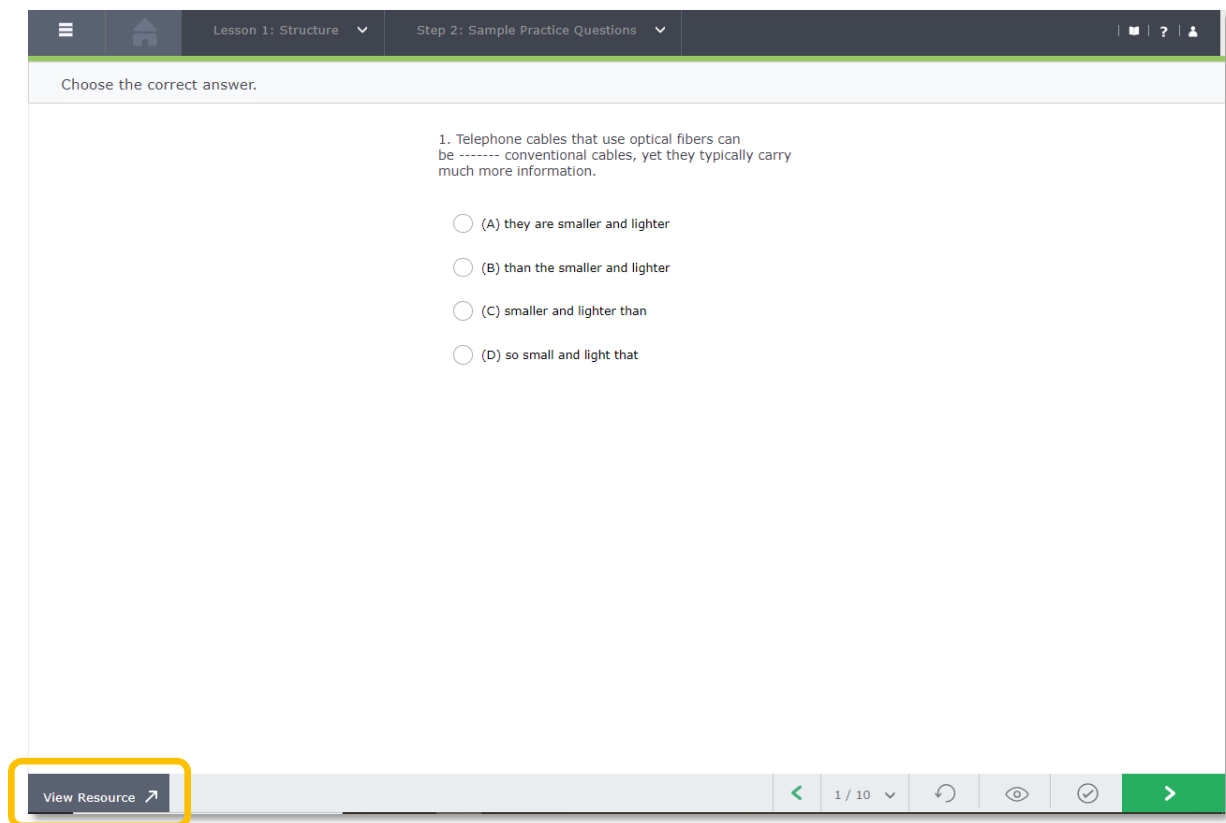 Lesson 1: Structure Step 2: Sample Practice Questions ?
Choose the correct answer.
1. Telephone cables that use optical fibers can
be ------- conventional cables, yet they typically carry
much more information.
(A) they are smaller and lighter
(B) than the smaller and lighter
(C) smaller and lighter than
(D) so small and light that
View Resource 1 / 10